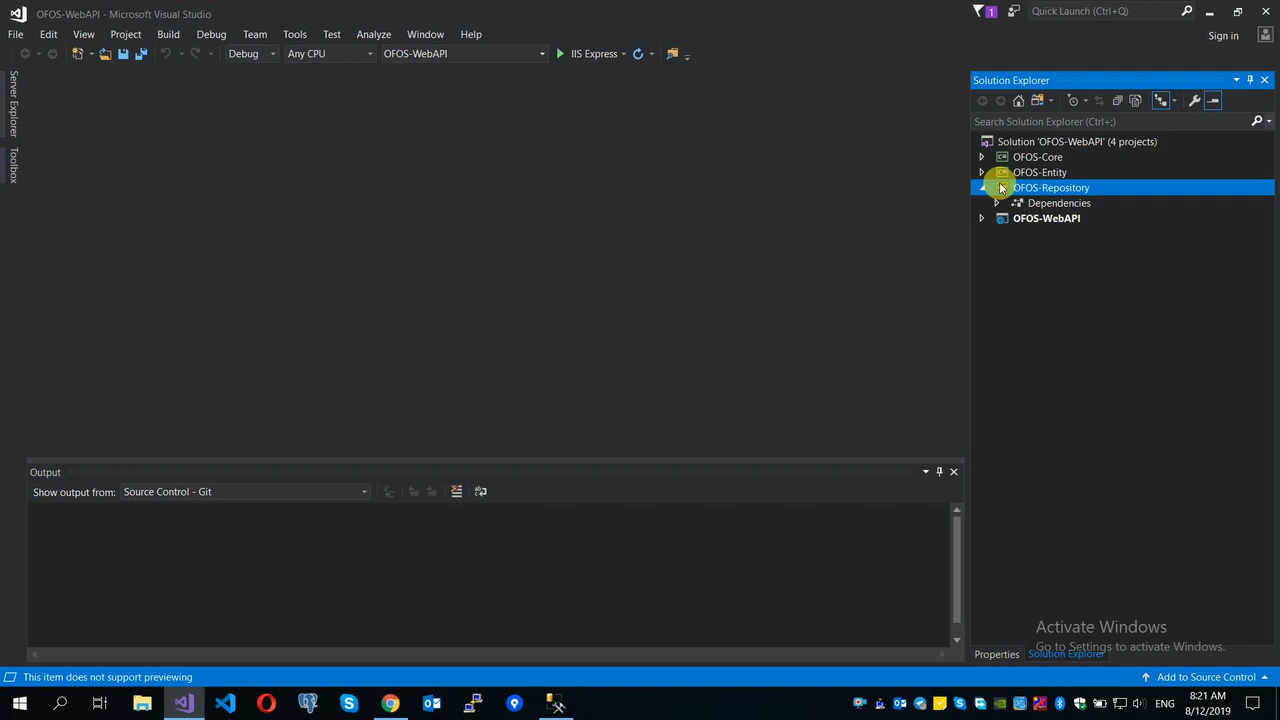 OFOS-WebAPI - Microsoft Visual Studio
1
Quick Launch (Ctrl+Q)
File Edit View Project Build Debug Team Tools Test Analyze Window Help
Sign in
Debug Any CPU OFOS-WebAPI IIS Express
Server Explorer
Toolbox
Solution Explorer
Search Solution Explorer (Ctrl+;)
Solution 'OFOS-WebAPI' (4 projects)
OFOS-Core
OFOS-Entity
OFOS-Repository
Dependencies
OFOS-WebAPI
Output
Show output from: Source Control - Git
Activate Windows
Go to Settings to activate Windows.
Properties Solution Explorer
This item does not support previewing
Add to Source Control
ENG
8:21 AM
8/12/2019